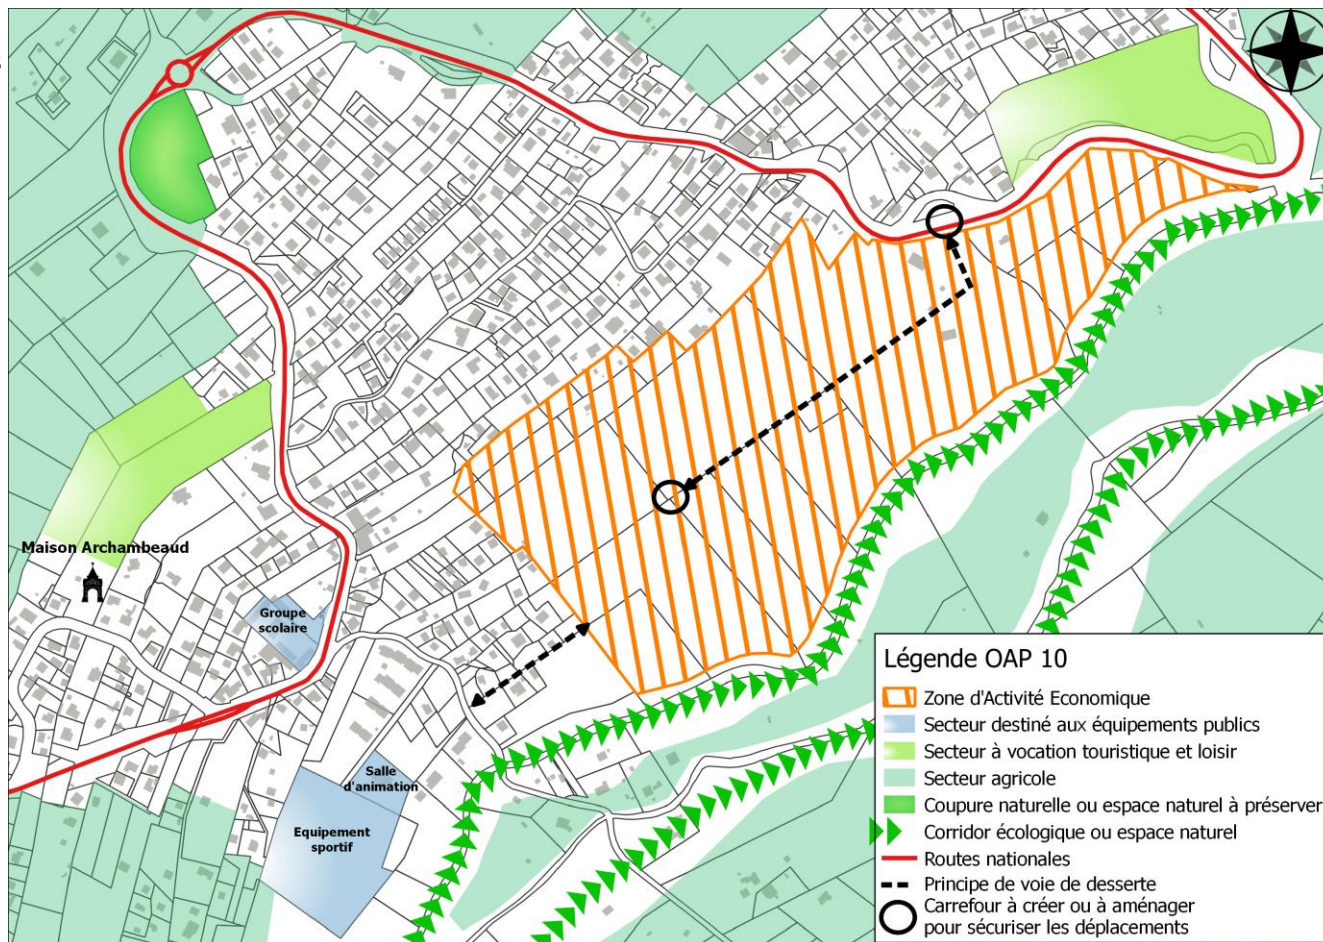 Maison Archambeaud
Groupe
scolaire
Salle
d'animation
Equipement
sportif
Légende OAP 10
Zone d'Activité Economique
Secteur destiné aux équipements publics
Secteur à vocation touristique et loisir
Secteur agricole
Coupure naturelle ou espace naturel à préserver
Corridor écologique ou espace naturel
Routes nationales
Principe de voie de desserte
Carrefour à créer ou à aménager
pour sécuriser les déplacements